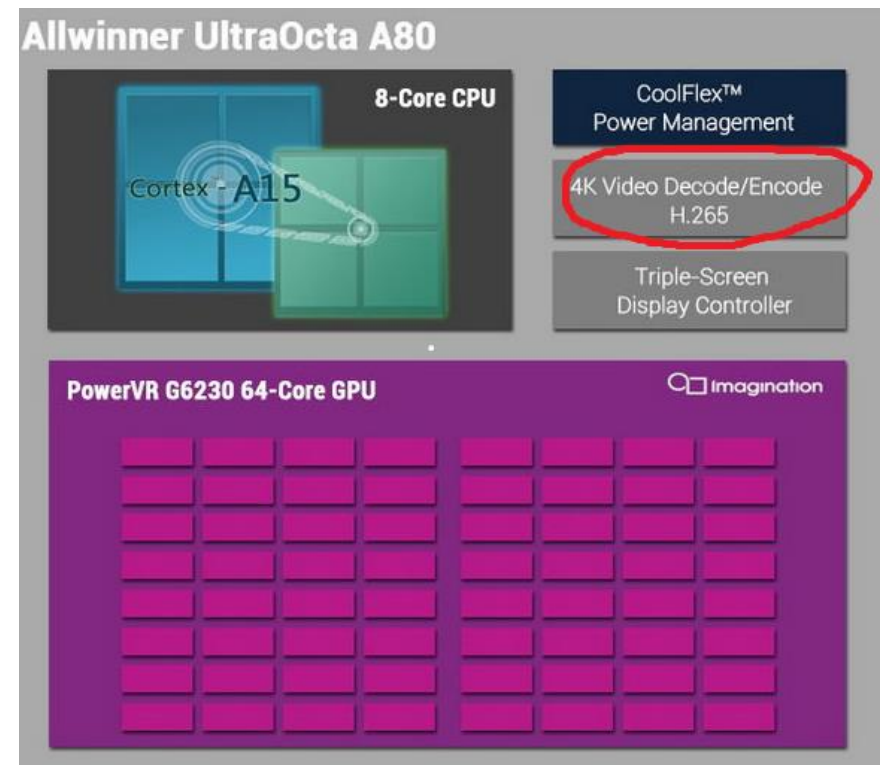 Allwinner UltraOcta A80
8-Core CPU
Cortex - A15
CoolFlex™
Power Management
4K Video Decode/Encode
H.265
Triple-Screen
Display Controller
PowerVR G6230 64-Core GPU
Imagination